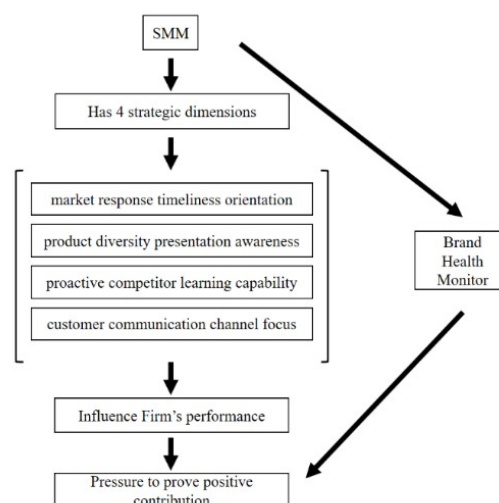 SMM
Has 4 strategic dimensions
market response timeliness orientation
product diversity presentation awareness
proactive competitor learning capability
customer communication channel focus
Brand
Health
Monitor
Influence Firm's performance
Pressure to prove positive
contribution